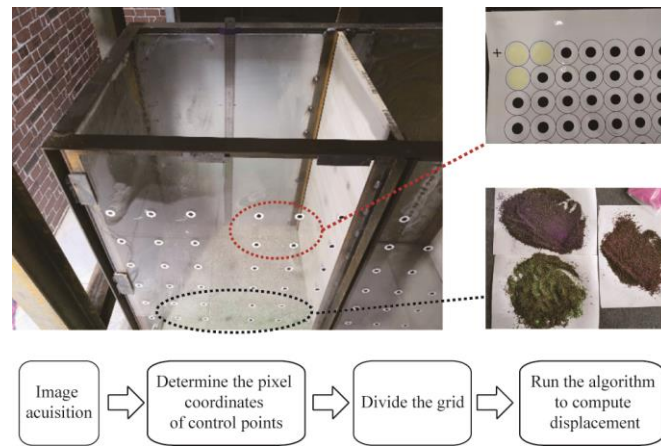 +
Image
acuisition
Determine the pixel
coordinates
of control points
Divide the grid
Run the algorithm
to compute
displacement